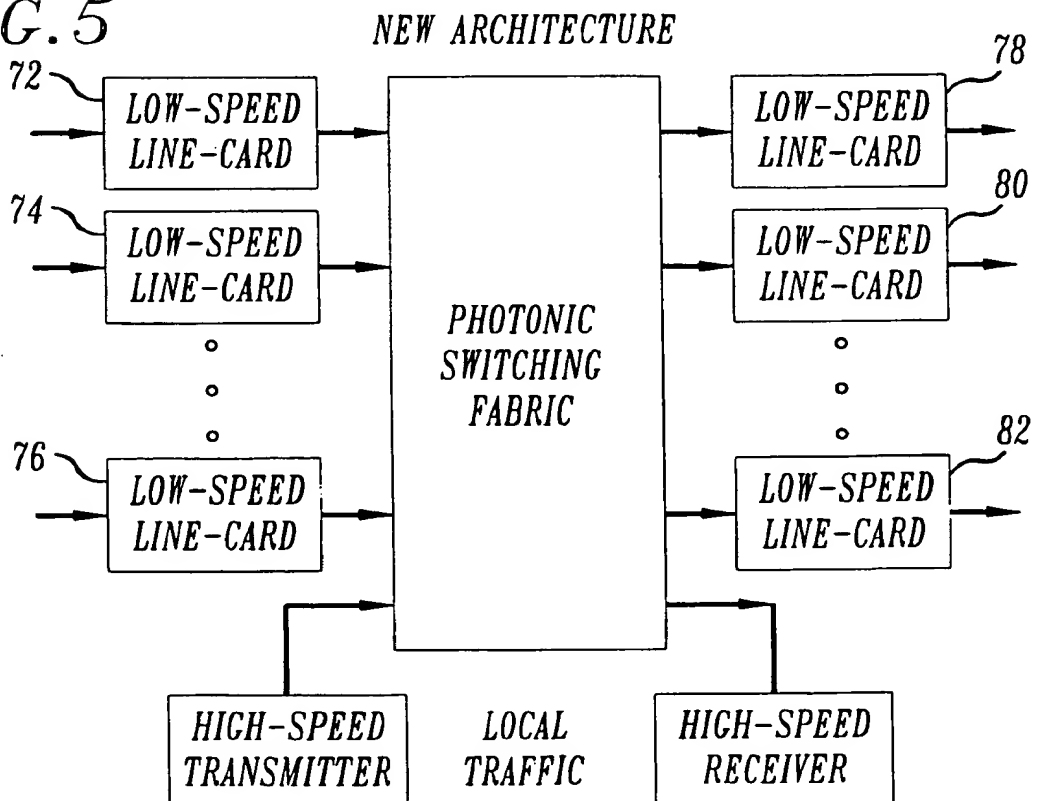 G.5
NEW ARCHITECTURE
72
LOW-SPEED
LINE-CARD
78
LOW-SPEED
LINE-CARD
74
LOW-SPEED
LINE-CARD
80
LOW-SPEED
LINE-CARD
PHOTONIC
SWITCHING
FABRIC
76
LOW-SPEED
LINE-CARD
82
LOW-SPEED
LINE-CARD
HIGH-SPEED
TRANSMITTER
LOCAL
TRAFFIC
HIGH-SPEED
RECEIVER